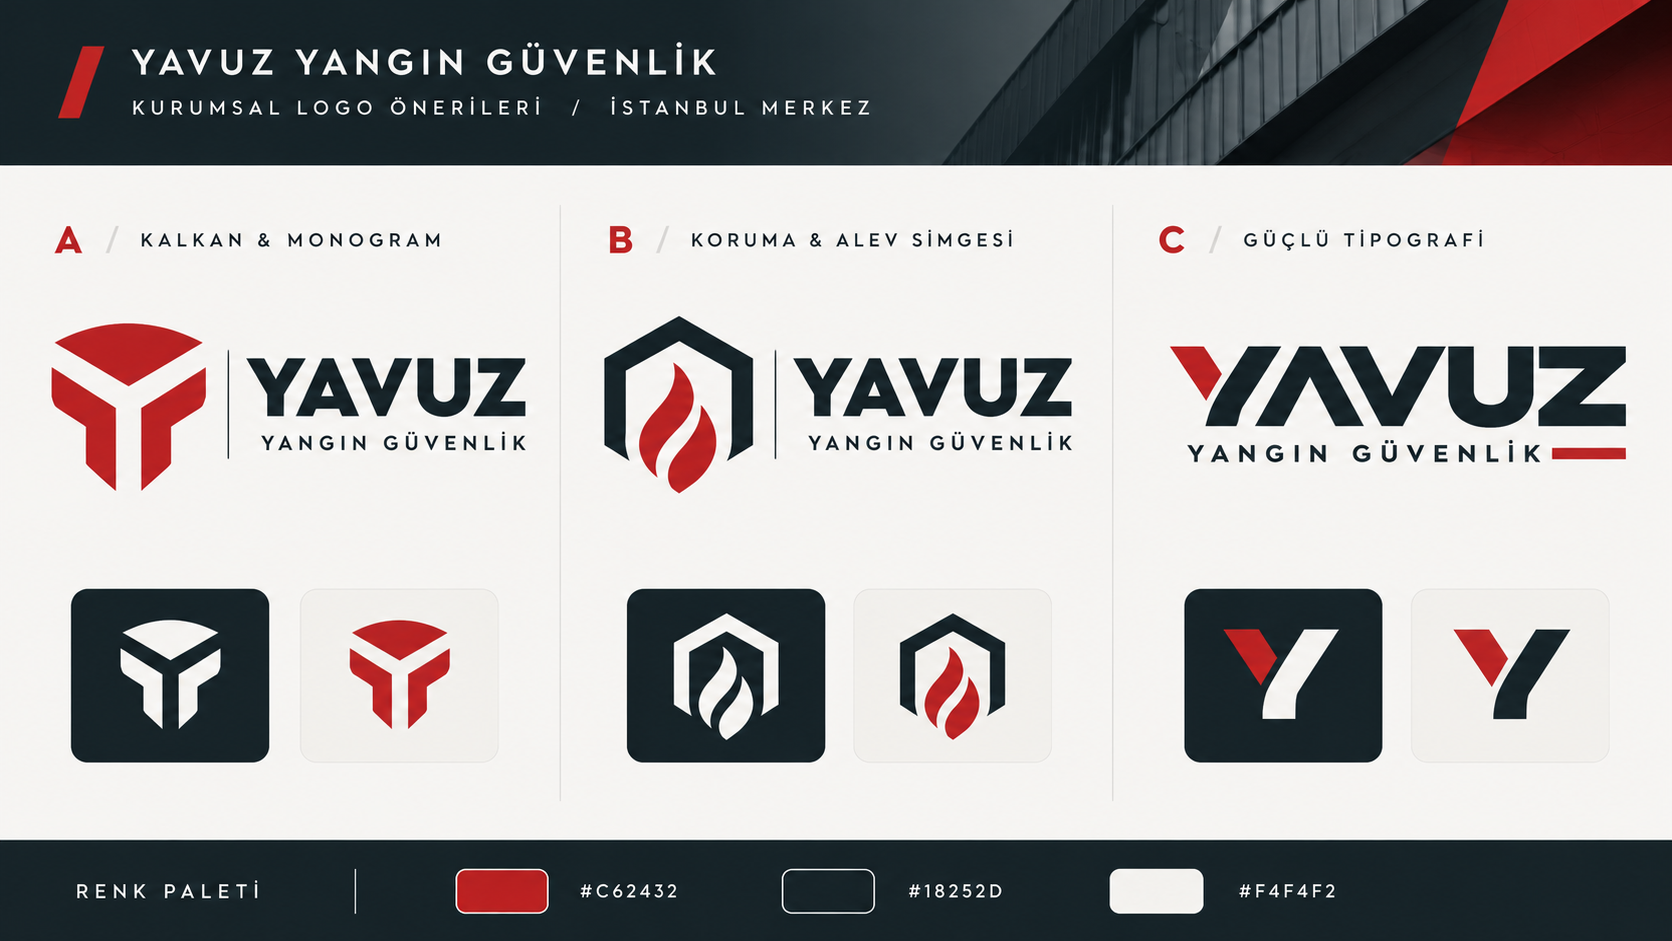 YAVUZ YANGIN GÜVENLİK
KURUMSAL LOGO ÖNERİLERİ / İSTANBUL MERKEZ
A / KALKAN & MONOGRAM
YAVUZ
YANGIN GÜVENLİK
B / KORUMA & ALEV SİMGESİ
YAVUZ
YANGIN GÜVENLİK
C / GÜÇLÜ TİPOGRAFİ
YAVUZ
YANGIN GÜVENLİK
Y
Y
RENK PALETİ
#C62432
#18252D
#F4F4F2